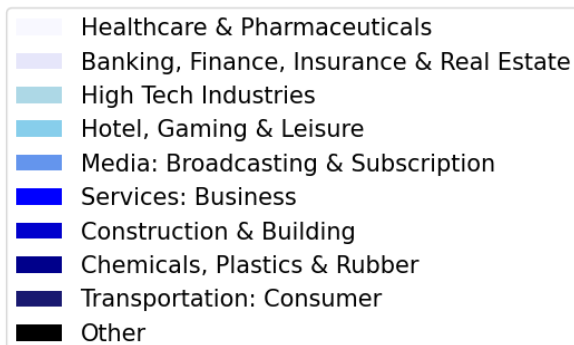 Healthcare & Pharmaceuticals
Banking, Finance, Insurance & Real Estate
High Tech Industries
Hotel, Gaming & Leisure
Media: Broadcasting & Subscription
Services: Business
Construction & Building
Chemicals, Plastics & Rubber
Transportation: Consumer
Other